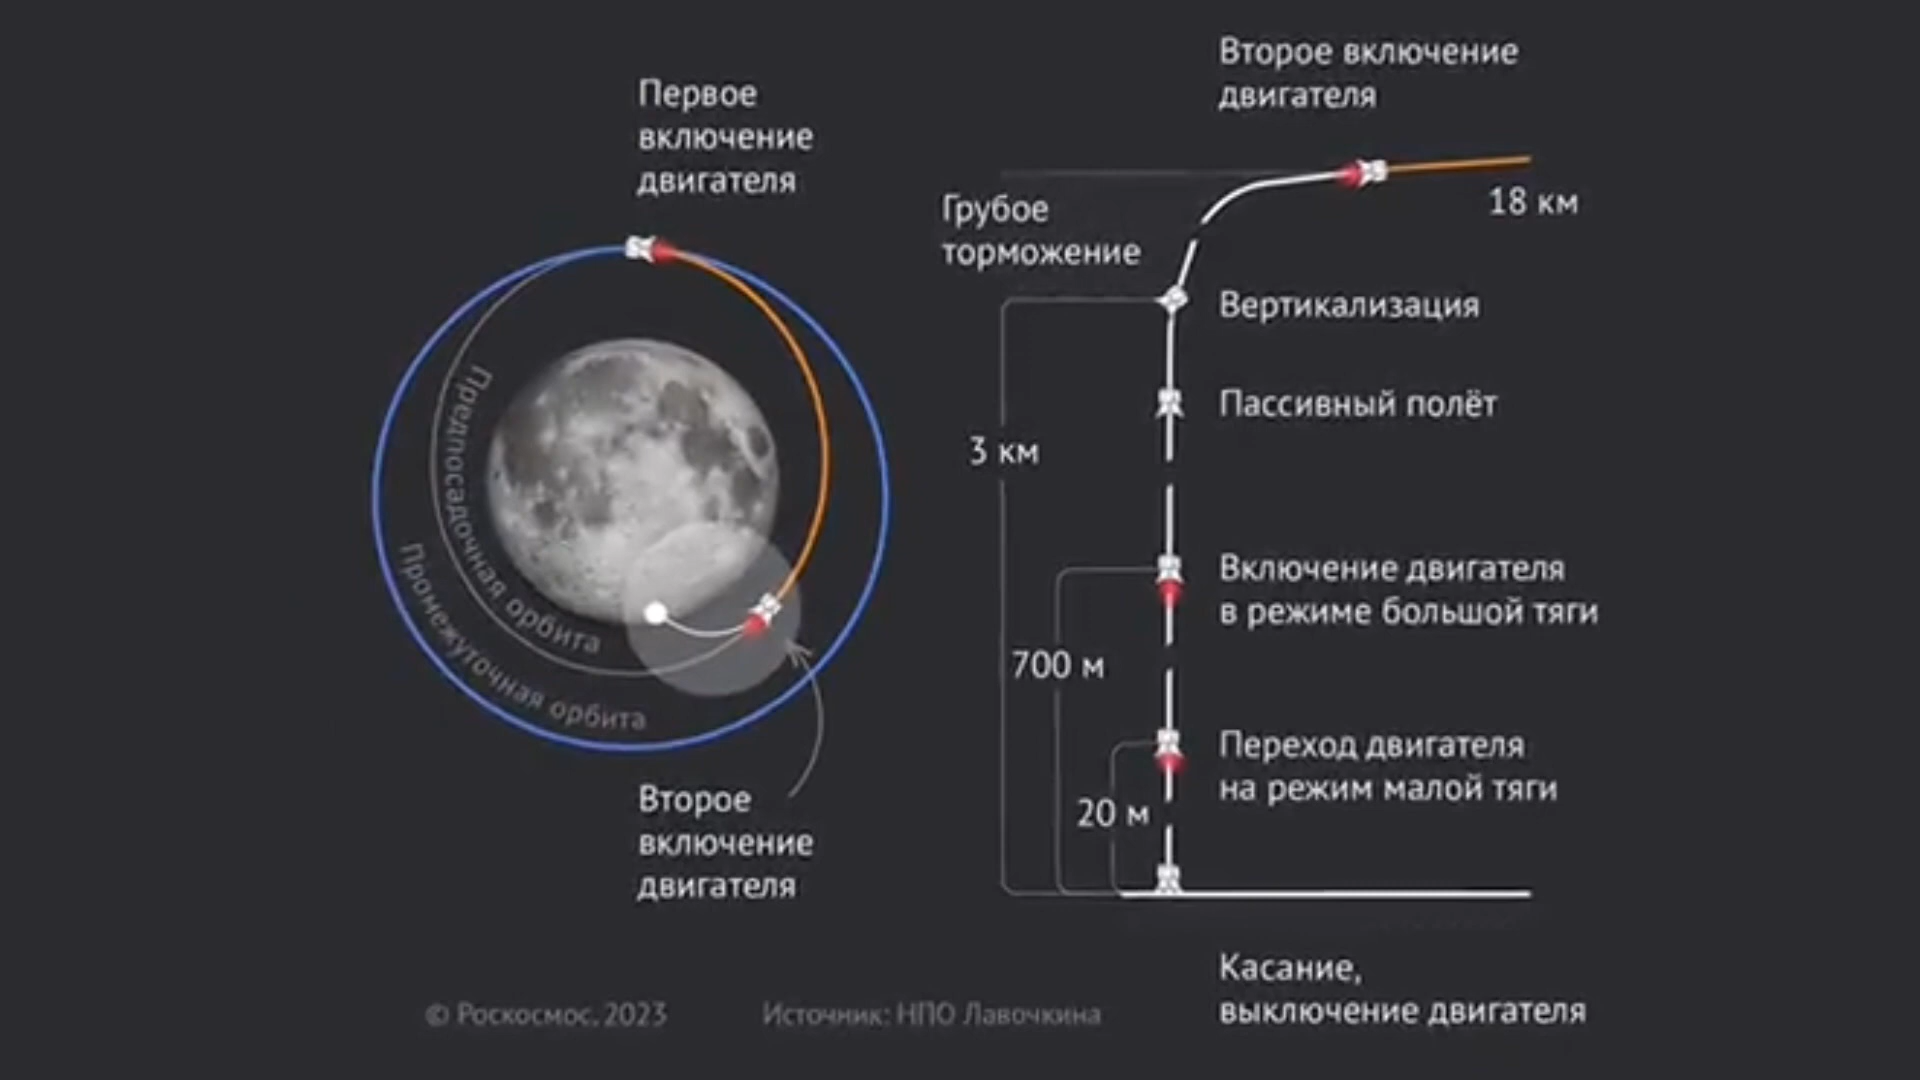 Первое
включение
двигателя
Предпосадочная орбита
Промежуточная орбита
Второе
включение
двигателя
Второе включение
двигателя
18 км
Грубое
торможение
Вертикализация
Пассивный полёт
3 км
Включение двигателя
в режиме большой тяги
700 м
Переход двигателя
на режим малой тяги
20 м
Касание,
выключение двигателя
© Роскосмос, 2023
Источник: НПО Лавочкина